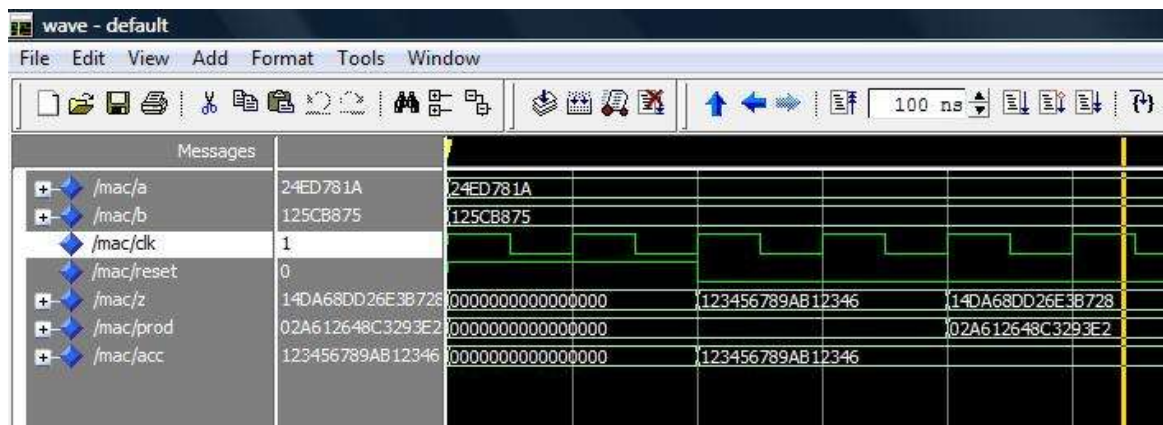 wave - default
File Edit View Add Format Tools Window
100 ns
Messages
/mac/a 24ED781A 24ED781A
/mac/b 125CB875 125CB875
/mac/clk 1
/mac/reset 0
/mac/z 14DA68DD26E3B728 0000000000000000 123456789AB12346 14DA68DD26E3B728
/mac/prod 02A612648C3293E2 0000000000000000 02A612648C3293E2
/mac/acc 123456789AB12346 0000000000000000 123456789AB12346